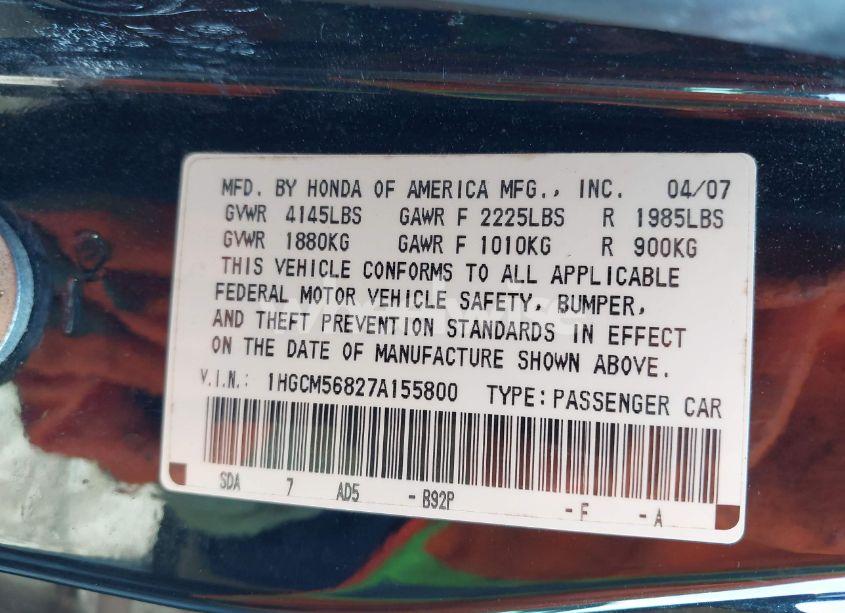 MFD. BY HONDA OF AMERICA MFG., INC. 04/07
GVWR 4145LBS GAWR F 2225LBS R 1985LBS
GVWR 1880KG GAWR F 1010KG R 900KG
THIS VEHICLE CONFORMS TO ALL APPLICABLE
FEDERAL MOTOR VEHICLE SAFETY, BUMPER,
AND THEFT PREVENTION STANDARDS IN EFFECT
ON THE DATE OF MANUFACTURE SHOWN ABOVE.
V.I.N.: 1HGCM56827A155800 TYPE:PASSENGER CAR
SDA 7 AD5 -B92P -F -A